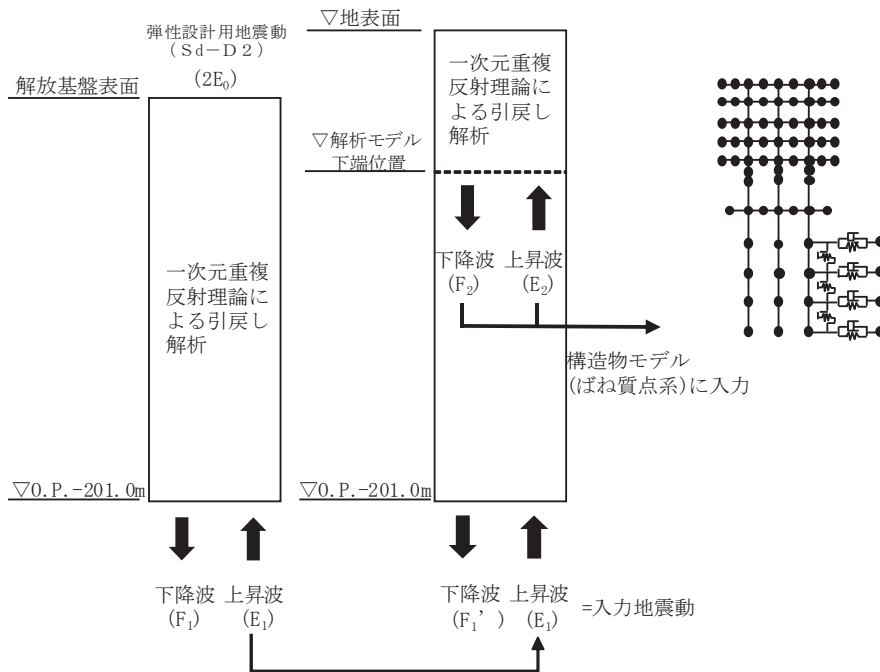 弾性設計用地震動
(Sd－D2)
(2E₀)
解放基盤表面
一次元重複
反射理論に
よる引戻し
解析
▽O.P.-201.0m
下降波
(F₁)
上昇波
(E₁)
▽地表面
一次元重複
反射理論に
よる引戻し
解析
▽解析モデル
下端位置
下降波
(F₂)
上昇波
(E₂)
構造物モデル
(ばね質点系)に入力
▽O.P.-201.0m
下降波
(F₁’)
上昇波
(E₁)
=入力地震動